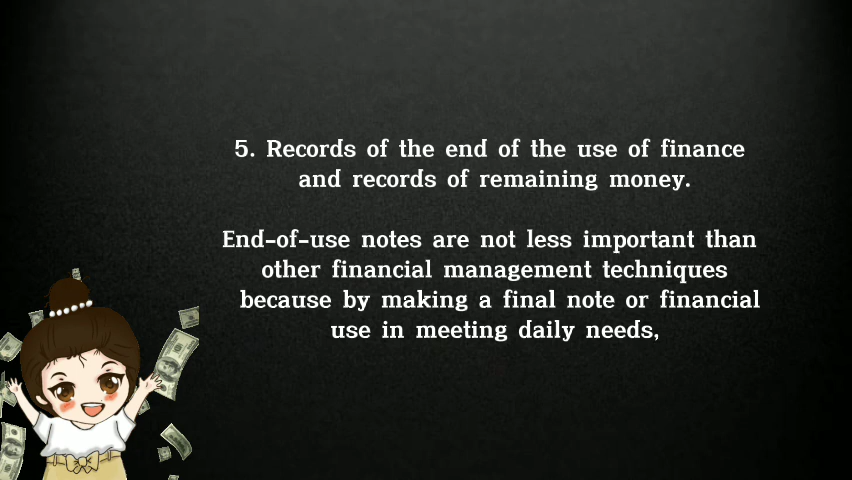 5. Records of the end of the use of finance
and records of remaining money.
End-of-use notes are not less important than
other financial management techniques
because by making a final note or financial
use in meeting daily needs,